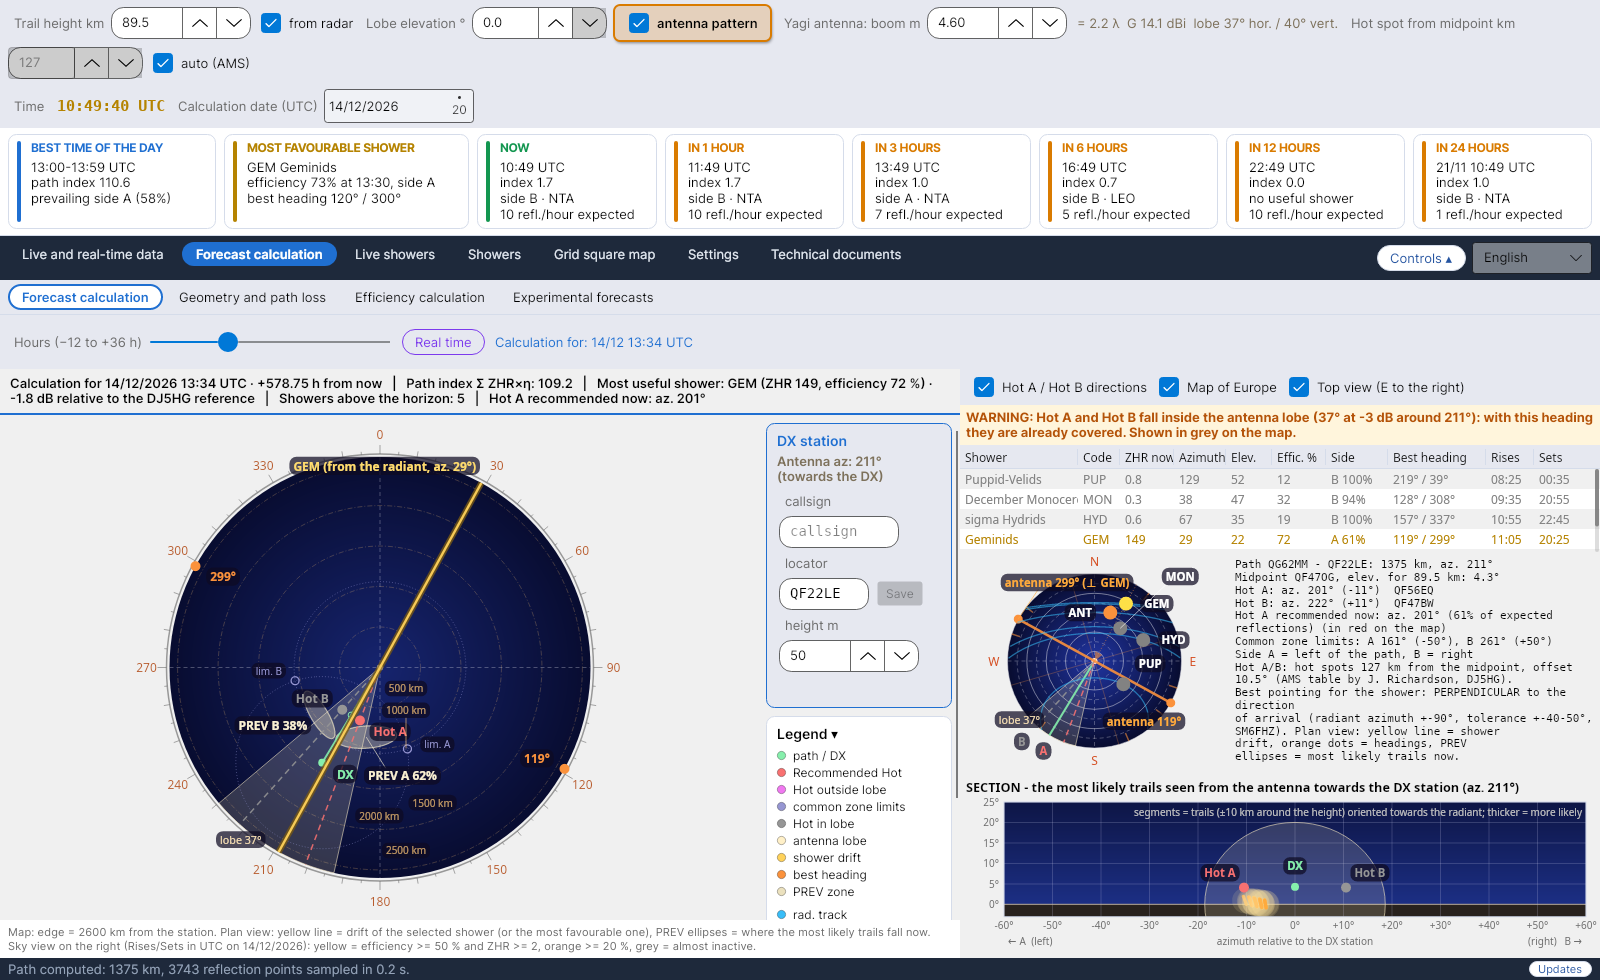 Trail height km 89.5 from radar Lobe elevation ° 0.0 antenna pattern Yagi antenna: boom m 4.60 = 2.2 λ G 14.1 dBi lobe 37° hor. / 40° vert. Hot spot from midpoint km
127 auto (AMS)
Time 10:49:40 UTC Calculation date (UTC) 14/12/2026 20
BEST TIME OF THE DAY
13:00-13:59 UTC
path index 110.6
prevailing side A (58%)
MOST FAVOURABLE SHOWER
GEM Geminids
efficiency 73% at 13:30, side A
best heading 120° / 300°
NOW
10:49 UTC
index 1.7
side B · NTA
10 refl./hour expected
IN 1 HOUR
11:49 UTC
index 1.7
side B · NTA
10 refl./hour expected
IN 3 HOURS
13:49 UTC
index 1.0
side A · NTA
7 refl./hour expected
IN 6 HOURS
16:49 UTC
index 0.7
side B · LEO
5 refl./hour expected
IN 12 HOURS
22:49 UTC
index 0.0
no useful shower
10 refl./hour expected
IN 24 HOURS
21/11 10:49 UTC
index 1.0
side B · NTA
1 refl./hour expected
Live and real-time data Forecast calculation Live showers Showers Grid square map Settings Technical documents Controls ▴ English
Forecast calculation Geometry and path loss Efficiency calculation Experimental forecasts
Hours (−12 to +36 h) Real time Calculation for: 14/12 13:34 UTC
Calculation for 14/12/2026 13:34 UTC · +578.75 h from now | Path index Σ ZHR×η: 109.2 | Most useful shower: GEM (ZHR 149, efficiency 72 %) ·
-1.8 dB relative to the DJ5HG reference | Showers above the horizon: 5 | Hot A recommended now: az. 201°
0
330
GEM (from the radiant, az. 29°)
30
300
60
299°
270
90
lim. B
500 km
Hot B
1000 km
PREV B 38%
Hot A
lim. A
119°
DX
PREV A 62%
240
120
1500 km
2000 km
lobe 37°
2500 km
210
150
180
DX station
Antenna az: 211°
(towards the DX)
callsign
callsign
locator
QF22LE Save
height m
50
Legend ▾
path / DX
Recommended Hot
Hot outside lobe
common zone limits
Hot in lobe
antenna lobe
shower drift
best heading
PREV zone
rad. track
Map: edge = 2600 km from the station. Plan view: yellow line = drift of the selected shower (or the most favourable one), PREV ellipses = where the most likely trails fall now.
Sky view on the right (Rises/Sets in UTC on 14/12/2026): yellow = efficiency >= 50 % and ZHR >= 2, orange >= 20 %, grey = almost inactive.
Hot A / Hot B directions Map of Europe Top view (E to the right)
WARNING: Hot A and Hot B fall inside the antenna lobe (37° at -3 dB around 211°): with this heading
they are already covered. Shown in grey on the map.
Shower Code ZHR now Azimuth Elev. Effic. % Side Best heading Rises Sets
Puppid-Velids PUP 0.8 129 52 12 B 100% 219° / 39° 08:25 00:35
December Monocer MON 0.3 38 47 32 B 94% 128° / 308° 09:35 20:55
sigma Hydrids HYD 0.6 67 35 19 B 100% 157° / 337° 10:55 22:45
Geminids GEM 149 29 22 72 A 61% 119° / 299° 11:05 20:25
N
antenna 299° (⊥ GEM)
MON
ANT
GEM
HYD
W
PUP
E
lobe 37°
antenna 119°
B
A
S
Path QG62MM - QF22LE: 1375 km, az. 211°
Midpoint QF47OG, elev. for 89.5 km: 4.3°
Hot A: az. 201° (-11°) QF56EQ
Hot B: az. 222° (+11°) QF47BW
Hot A recommended now: az. 201° (61% of expected
reflections) (in red on the map)
Common zone limits: A 161° (-50°), B 261° (+50°)
Side A = left of the path, B = right
Hot A/B: hot spots 127 km from the midpoint, offset
10.5° (AMS table by J. Richardson, DJ5HG).
Best pointing for the shower: PERPENDICULAR to the
direction
of arrival (radiant azimuth +-90°, tolerance +-40-50°,
SM6FHZ). Plan view: yellow line = shower
drift, orange dots = headings, PREV
ellipses = most likely trails now.
SECTION - the most likely trails seen from the antenna towards the DX station (az. 211°)
segments = trails (±10 km around the height) oriented towards the radiant; thicker = more likely
25°
20°
15°
10°
5°
0°
Hot A
DX
Hot B
-60° -50° -40° -30° -20° -10° 0° +10° +20° +30° +40° +50° +60°
← A (left) azimuth relative to the DX station (right) B →
Path computed: 1375 km, 3743 reflection points sampled in 0.2 s. Updates